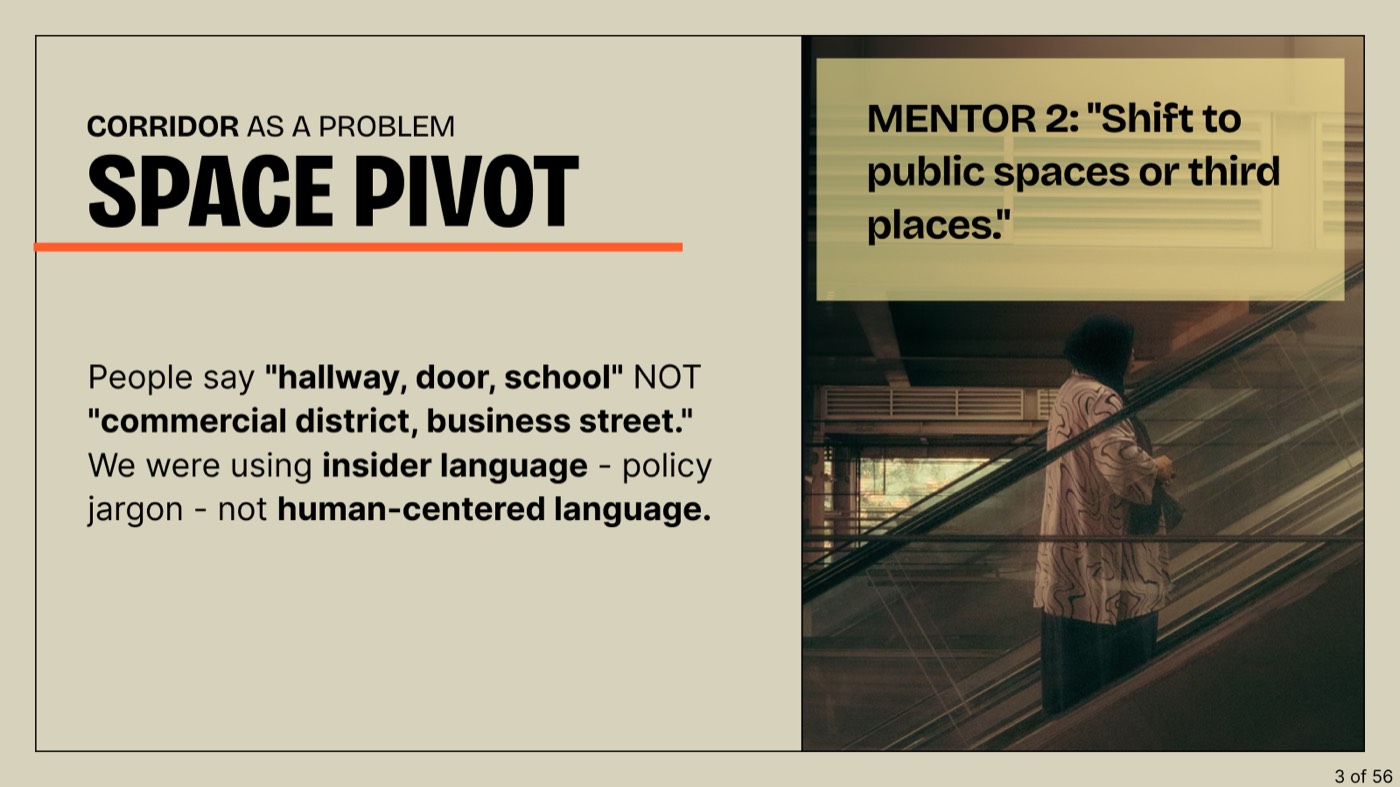 CORRIDOR AS A PROBLEM
SPACE PIVOT
People say "hallway, door, school" NOT
"commercial district, business street."
We were using insider language - policy
jargon - not human-centered language.
MENTOR 2: "Shift to
public spaces or third
places."
3 of 56